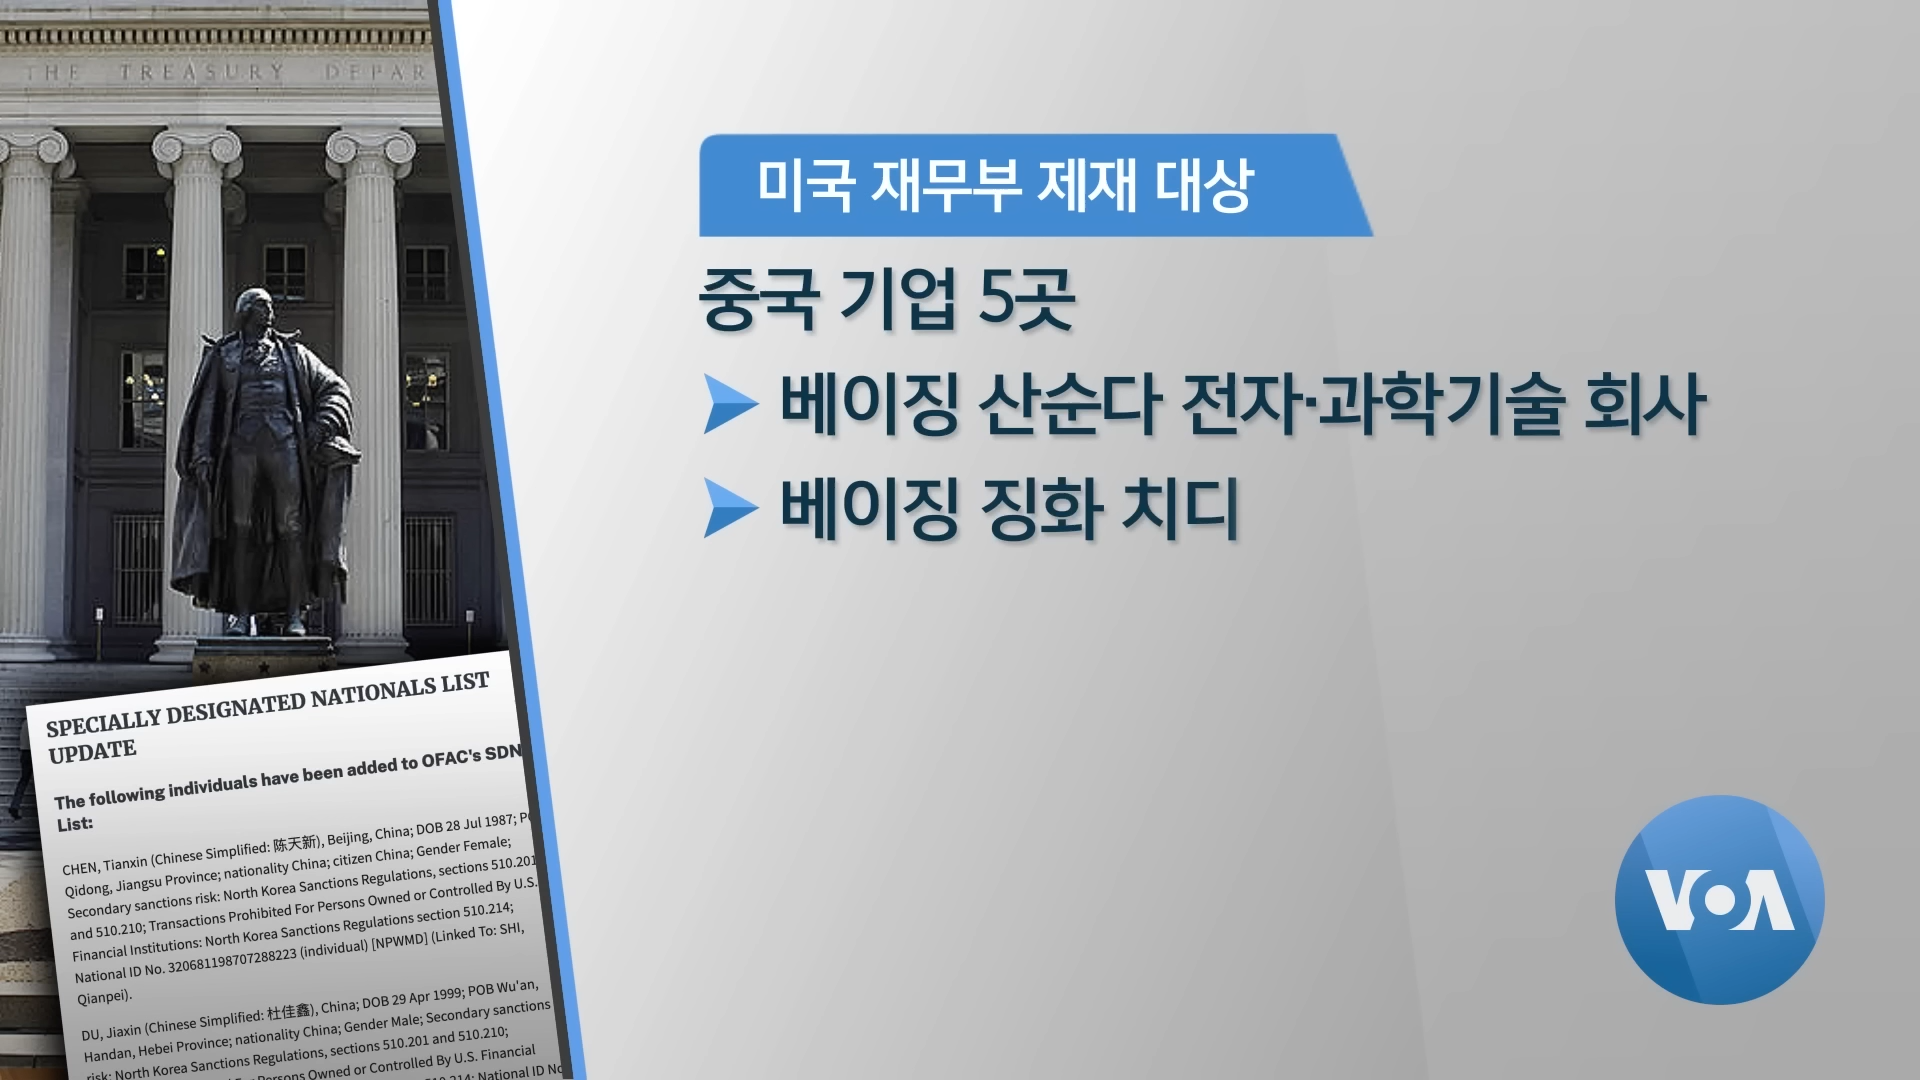 THE TREASURY DEPAR
미국 재무부 제재 대상
중국 기업 5곳
베이징 산순다 전자·과학기술 회사
베이징 징화 치디
SPECIALLY DESIGNATED NATIONALS LIST
UPDATE
The following individuals have been added to OFAC's SDN
List:
CHEN, Tianxin (Chinese Simplified: 陈天新), Beijing, China; DOB 28 Jul 1987; PO
Qidong, Jiangsu Province; nationality China; citizen China; Gender Female;
Secondary sanctions risk: North Korea Sanctions Regulations, sections 510.201
and 510.210; Transactions Prohibited For Persons Owned or Controlled By U.S.
Financial Institutions: North Korea Sanctions Regulations section 510.214;
National ID No. 320681198707288223 (individual) [NPWMD] (Linked To: SHI,
Qianpei).
DU, Jiaxin (Chinese Simplified: 杜佳鑫), China; DOB 29 Apr 1999; POB Wu'an,
Handan, Hebei Province; nationality China; Gender Male; Secondary sanctions
risk: North Korea Sanctions Regulations, sections 510.201 and 510.210;
Persons Owned or Controlled By U.S. Financial
510.214; National ID No
VOA